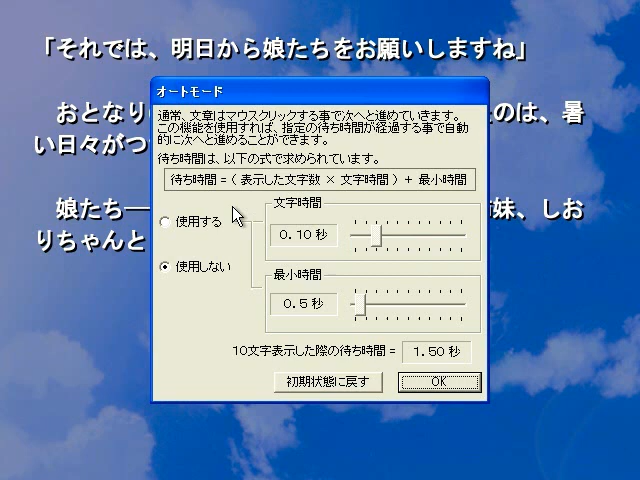 「それでは、明日から娘たちをお願いしますね」
オートモード
おとなり
のは、暑
い日々がつ
通常、文章はマウスクリックする事で次へと進めていきます。
この機能を使用すれば、指定の待ち時間が経過する事で自動
的に次へと進めることができます。
待ち時間は、以下の式で求められています。
待ち時間 =（ 表示した文字数 × 文字時間 ）+ 最小時間
娘たち―
姉妹、しお
りちゃんと
文字時間
使用する
0.10 秒
使用しない
最小時間
0.5 秒
10文字表示した際の待ち時間 =
1.50 秒
初期状態に戻す
OK